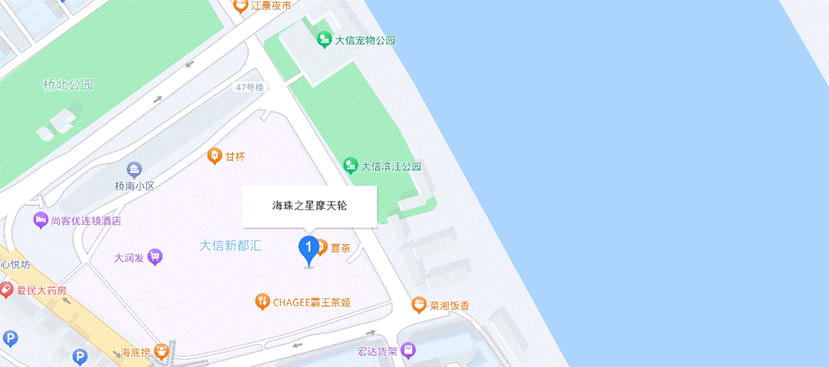 江景夜市
大信宠物公园
桥北公园
47号楼
甘杯
大信滨江公园
桥南小区
海珠之星摩天轮
尚客优连锁酒店
大信新都汇
1
喜茶
大润发
心悦坊
爱民大药房
CHAGEE霸王茶姬
菜湘饭香
P
P
海底捞
宏达货架